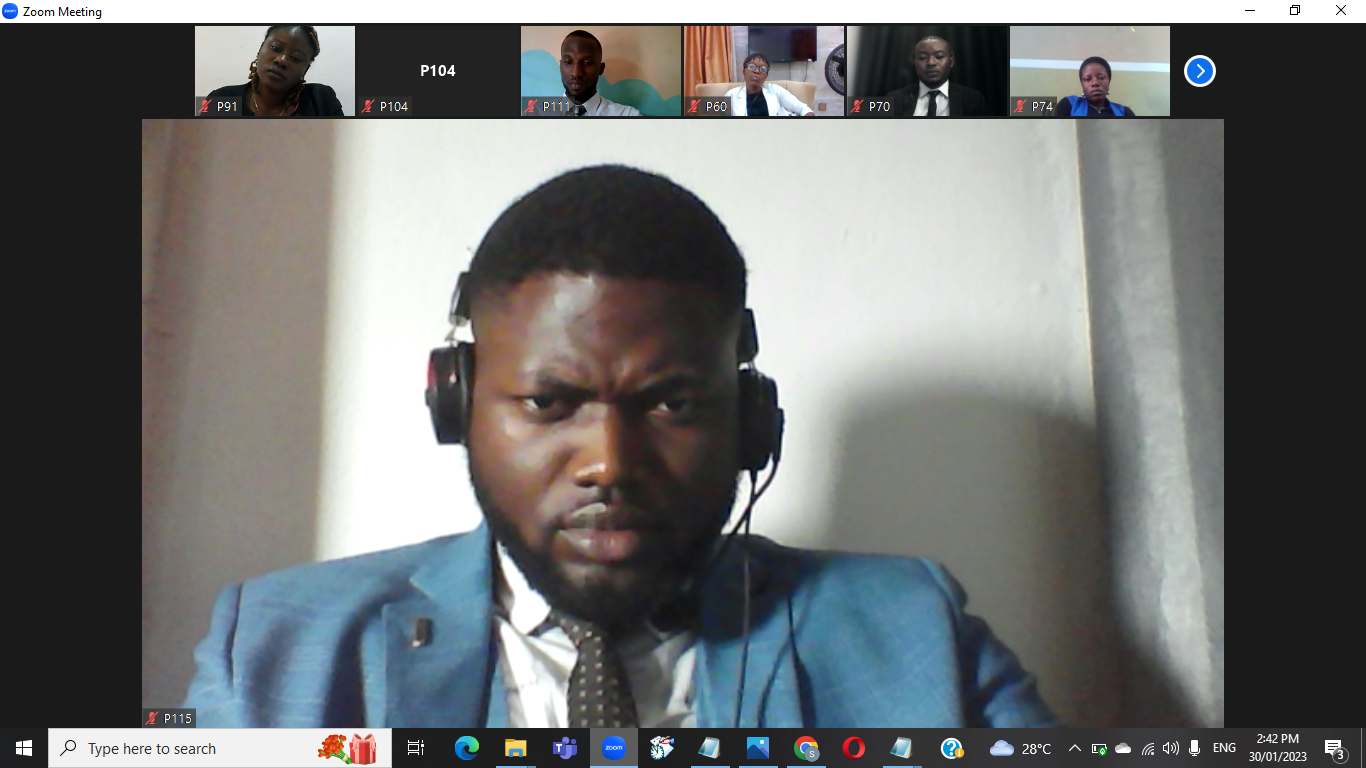 Zoom Meeting
P104
P91
P104
P111
P60
P70
P74
P115
Type here to search
zoom
S
28°C
ENG
2:42 PM
30/01/2023
3